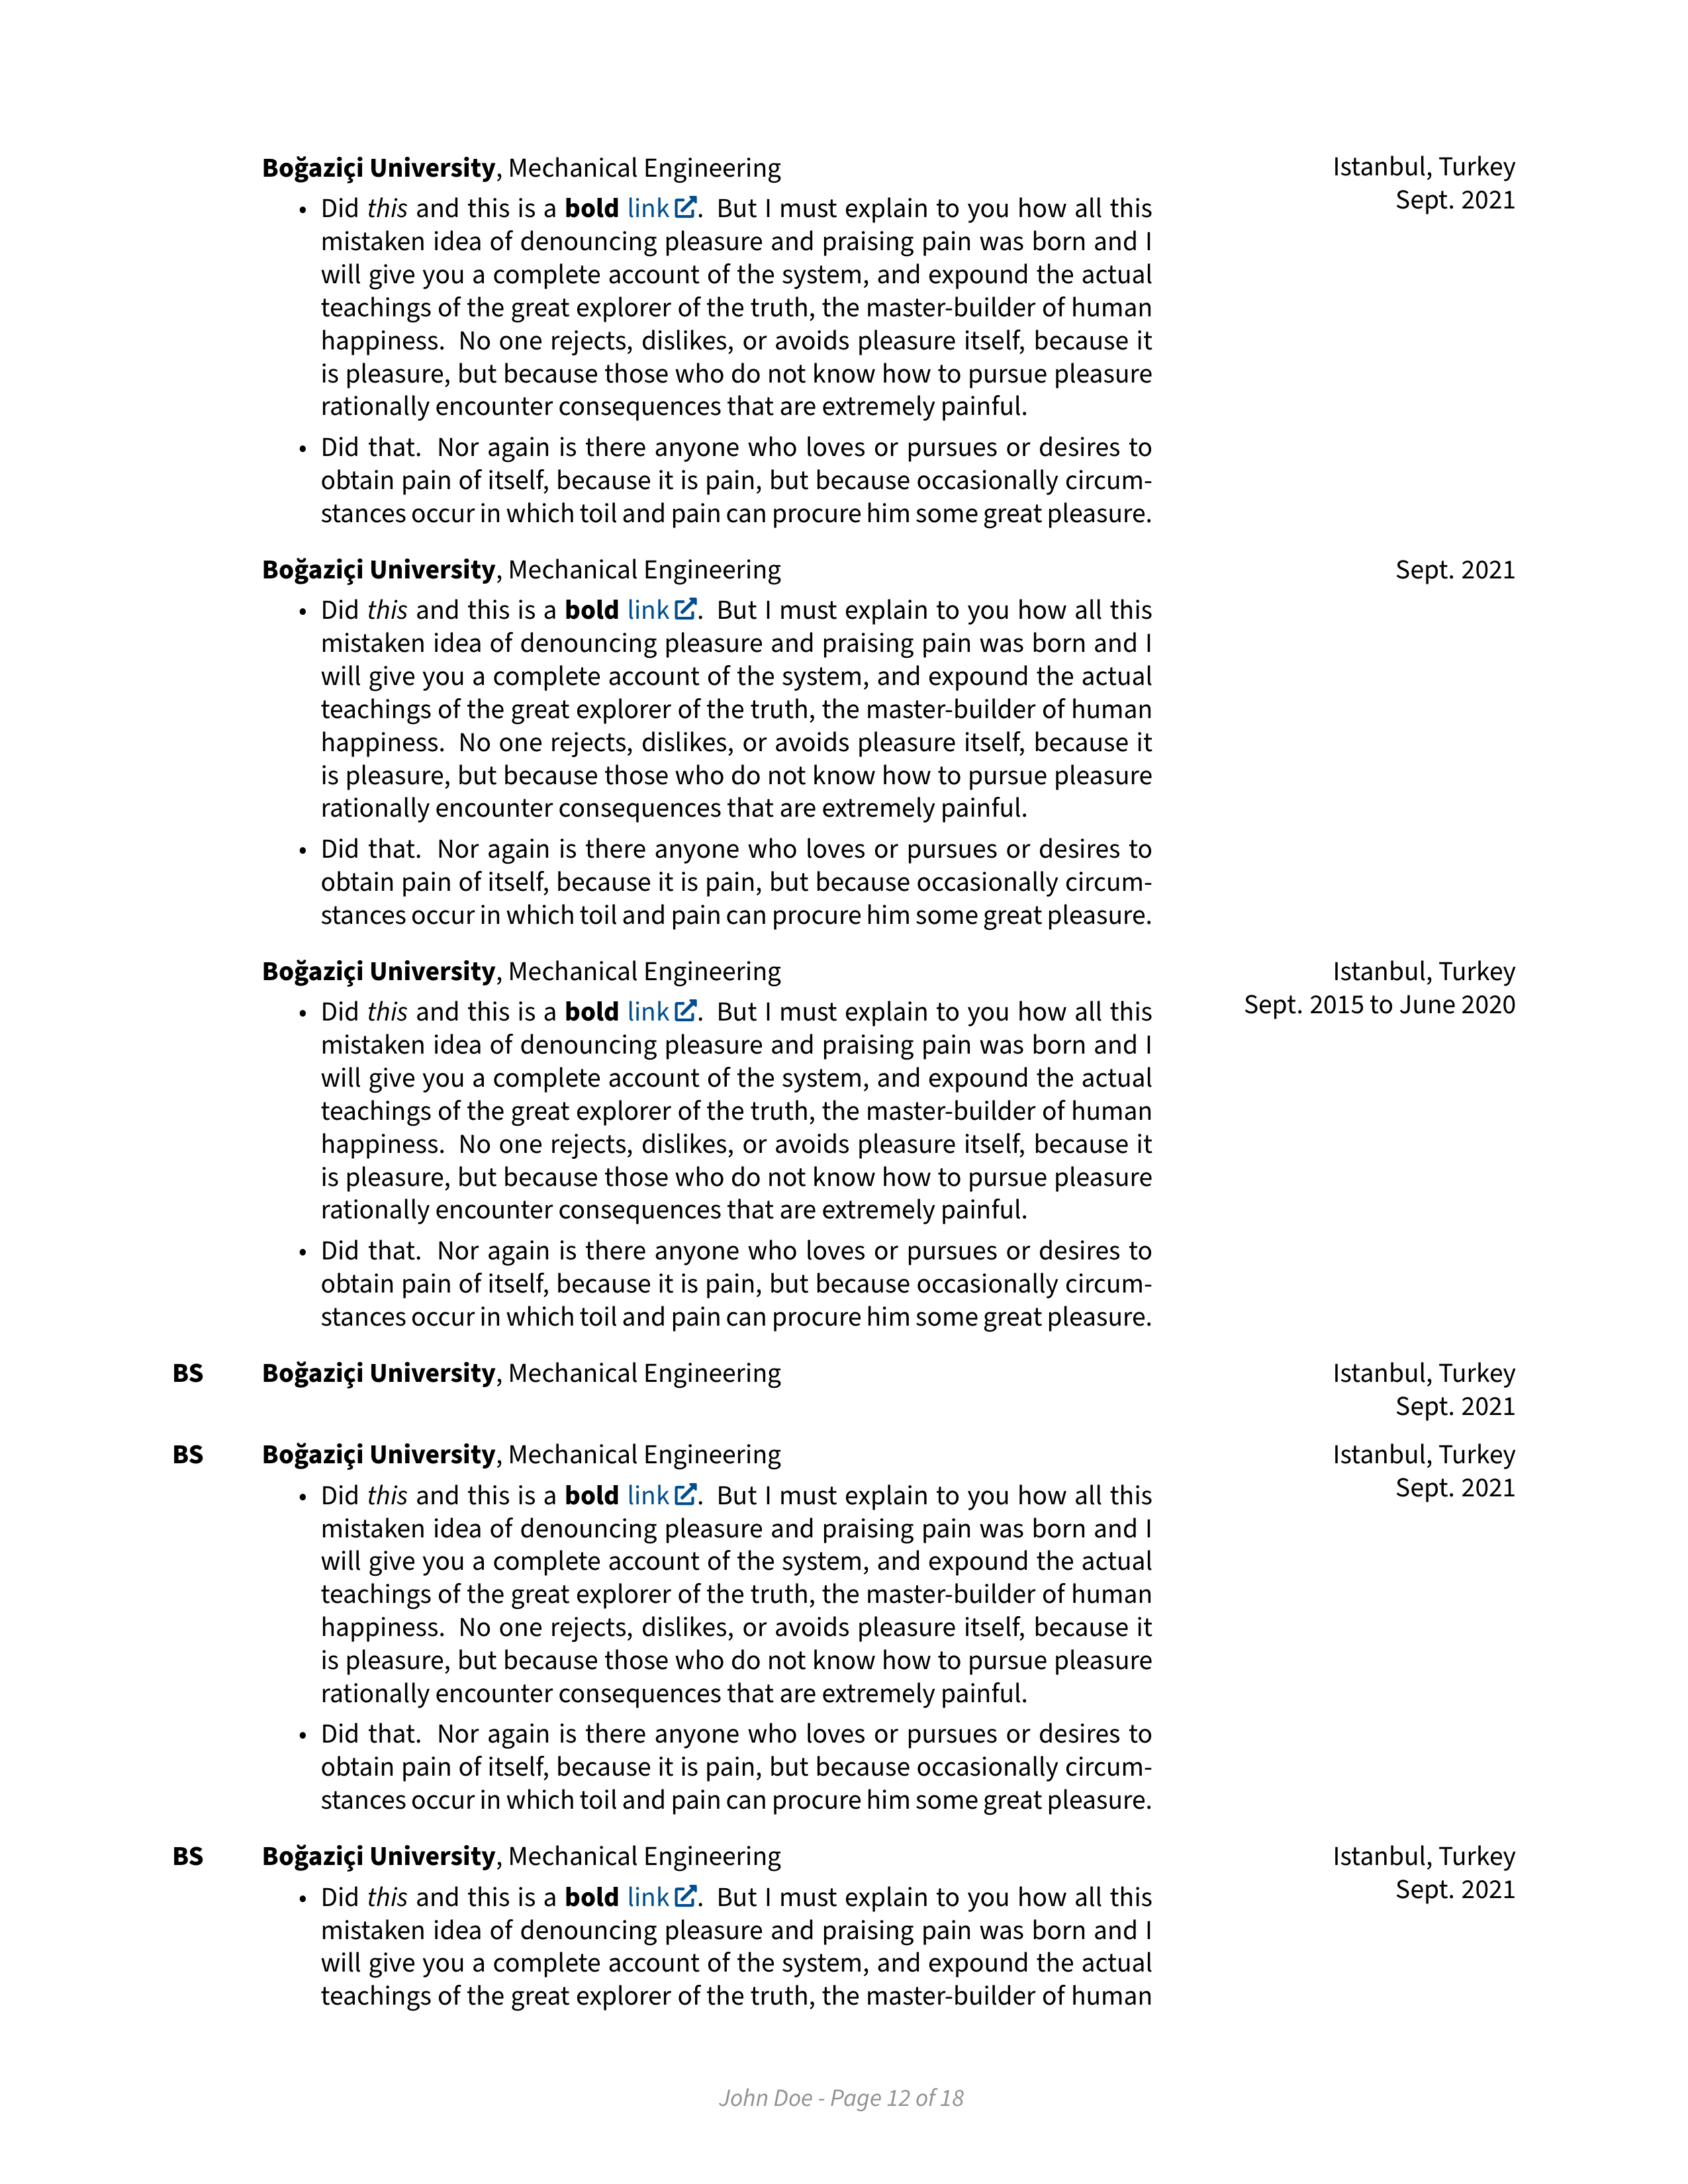 Boğaziçi University, Mechanical Engineering Istanbul, Turkey
Sept. 2021
• Did this and this is a bold link. But I must explain to you how all this
mistaken idea of denouncing pleasure and praising pain was born and I
will give you a complete account of the system, and expound the actual
teachings of the great explorer of the truth, the master-builder of human
happiness. No one rejects, dislikes, or avoids pleasure itself, because it
is pleasure, but because those who do not know how to pursue pleasure
rationally encounter consequences that are extremely painful.
• Did that. Nor again is there anyone who loves or pursues or desires to
obtain pain of itself, because it is pain, but because occasionally circum-
stances occur in which toil and pain can procure him some great pleasure.
Boğaziçi University, Mechanical Engineering Sept. 2021
• Did this and this is a bold link. But I must explain to you how all this
mistaken idea of denouncing pleasure and praising pain was born and I
will give you a complete account of the system, and expound the actual
teachings of the great explorer of the truth, the master-builder of human
happiness. No one rejects, dislikes, or avoids pleasure itself, because it
is pleasure, but because those who do not know how to pursue pleasure
rationally encounter consequences that are extremely painful.
• Did that. Nor again is there anyone who loves or pursues or desires to
obtain pain of itself, because it is pain, but because occasionally circum-
stances occur in which toil and pain can procure him some great pleasure.
Boğaziçi University, Mechanical Engineering Istanbul, Turkey
Sept. 2015 to June 2020
• Did this and this is a bold link. But I must explain to you how all this
mistaken idea of denouncing pleasure and praising pain was born and I
will give you a complete account of the system, and expound the actual
teachings of the great explorer of the truth, the master-builder of human
happiness. No one rejects, dislikes, or avoids pleasure itself, because it
is pleasure, but because those who do not know how to pursue pleasure
rationally encounter consequences that are extremely painful.
• Did that. Nor again is there anyone who loves or pursues or desires to
obtain pain of itself, because it is pain, but because occasionally circum-
stances occur in which toil and pain can procure him some great pleasure.
BS Boğaziçi University, Mechanical Engineering Istanbul, Turkey
Sept. 2021
BS Boğaziçi University, Mechanical Engineering Istanbul, Turkey
Sept. 2021
• Did this and this is a bold link. But I must explain to you how all this
mistaken idea of denouncing pleasure and praising pain was born and I
will give you a complete account of the system, and expound the actual
teachings of the great explorer of the truth, the master-builder of human
happiness. No one rejects, dislikes, or avoids pleasure itself, because it
is pleasure, but because those who do not know how to pursue pleasure
rationally encounter consequences that are extremely painful.
• Did that. Nor again is there anyone who loves or pursues or desires to
obtain pain of itself, because it is pain, but because occasionally circum-
stances occur in which toil and pain can procure him some great pleasure.
BS Boğaziçi University, Mechanical Engineering Istanbul, Turkey
Sept. 2021
• Did this and this is a bold link. But I must explain to you how all this
mistaken idea of denouncing pleasure and praising pain was born and I
will give you a complete account of the system, and expound the actual
teachings of the great explorer of the truth, the master-builder of human
John Doe - Page 12 of 18